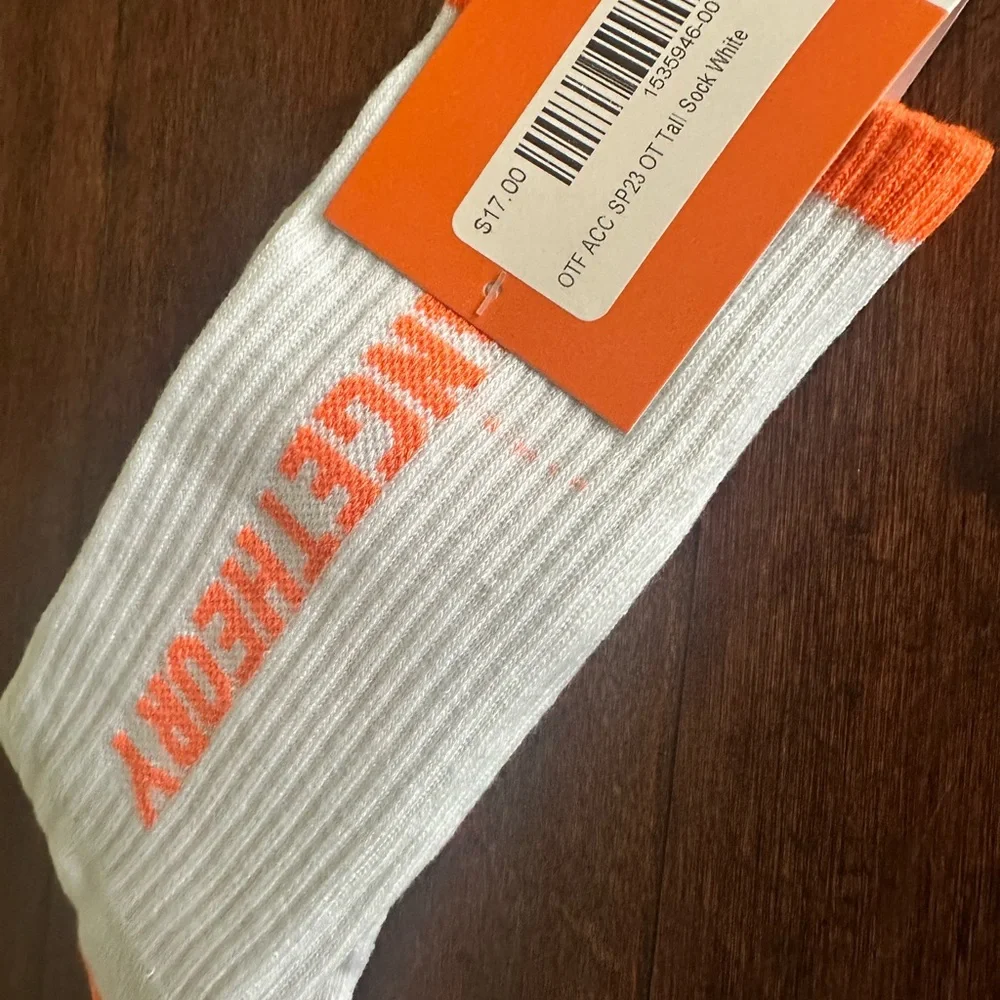 $17.00
1535946-00
OTF ACC SP23 OT Tall Sock White
NGETHEORY